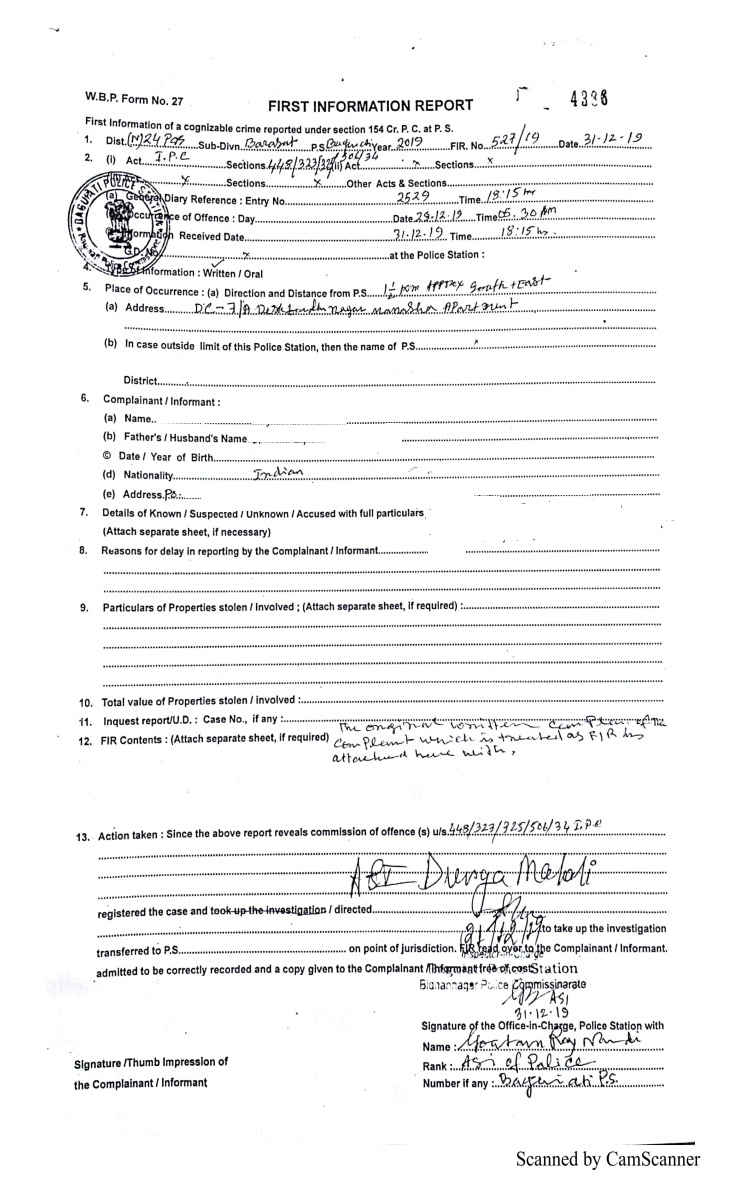 W.B.P. Form No. 27
4336
FIRST INFORMATION REPORT
First Information of a cognizable crime reported under section 154 Cr. P. C. at P. S.
1. Dist. (N) 24 PGS Sub-Divn. Barasat P.S Baguiati Year. 2019 FIR. No. 527/19 Date. 31-12-19
2. (i) Act. I.P.C Sections. 448/323/325/506/34 (ii) Act x Sections x
x Sections x Other Acts & Sections
(a) General Diary Reference : Entry No. 2529 Time. 18:15 hr
Occurrence of Offence : Day Date 29.12.19 Time 05.30 pm
Information Received Date 31.12.19 Time 18:15 hr.
G.D. x at the Police Station :
BAGUIATI POLICE STATION
4. Type of Information : Written / Oral
5. Place of Occurrence : (a) Direction and Distance from P.S. 1½ Km Approx South + East
(a) Address DC-7/A Deshbandhu nagar Manasha Apartment
(b) In case outside limit of this Police Station, then the name of P.S. x
District
6. Complainant / Informant :
(a) Name
(b) Father's / Husband's Name
© Date / Year of Birth
(d) Nationality Indian
(e) Address. P.O.:
7. Details of Known / Suspected / Unknown / Accused with full particulars
(Attach separate sheet, if necessary)
8. Reasons for delay in reporting by the Complainant / Informant
9. Particulars of Properties stolen / Involved ; (Attach separate sheet, if required) :
10. Total value of Properties stolen / involved :
11. Inquest report/U.D. : Case No., if any :
12. FIR Contents : (Attach separate sheet, if required) The original written complain of the
complent which is treated as FIR is
attached here with,
13. Action taken : Since the above report reveals commission of offence (s) u/s. 448/323/325/506/34 I.P.C
ASI Durga Matali
registered the case and took up the investigation / directed
31/12/19 to take up the investigation
transferred to P.S. on point of jurisdiction. FIR read over to the Complainant / Informant.
Inspector-in-Charge
admitted to be correctly recorded and a copy given to the Complainant / Informant free of cost Station
Bidhannagar Police Commissinarate
ASI
31.12.19
Signature of the Office-in-Charge, Police Station with
Name : Goutam Ray Nandi
Signature /Thumb Impression of
Rank : ASI of Police
the Complainant / Informant
Number if any : Baguiati P.S.
Scanned by CamScanner